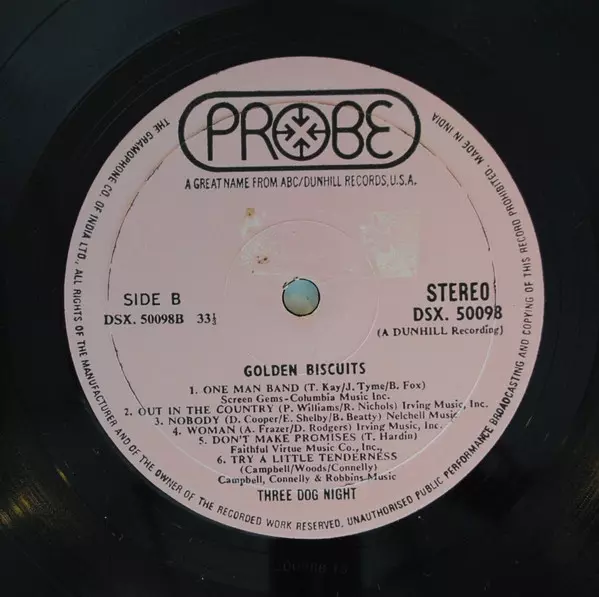 PROBE
A GREAT NAME FROM ABC/DUNHILL RECORDS, U.S.A.
SIDE B
DSX. 50098B 33⅓
STEREO
DSX. 50098
(A DUNHILL Recording)
GOLDEN BISCUITS
1. ONE MAN BAND (T. Kay/J. Tyme/B. Fox)
Screen Gems-Columbia Music Inc.
2. OUT IN THE COUNTRY (P. Williams/R. Nichols) Irving Music, Inc.
3. NOBODY (D. Cooper/E. Shelby/B. Beatty) Nelchell Music
4. WOMAN (A. Frazer/D. Rodgers) Irving Music, Inc.
5. DON'T MAKE PROMISES (T. Hardin)
Faithful Virtue Music Co. Inc.,
6. TRY A LITTLE TENDERNESS
(Campbell/Woods/Connelly)
Campbell, Connelly & Robbins Music
THREE DOG NIGHT
THE GRAMOPHONE CO. OF INDIA LTD. ALL RIGHTS OF THE MANUFACTURER AND OF THE OWNER OF THE RECORDED WORK RESERVED, UNAUTHORISED PUBLIC PERFORMANCE BROADCASTING AND COPYING OF THIS RECORD PROHIBITED. MADE IN INDIA